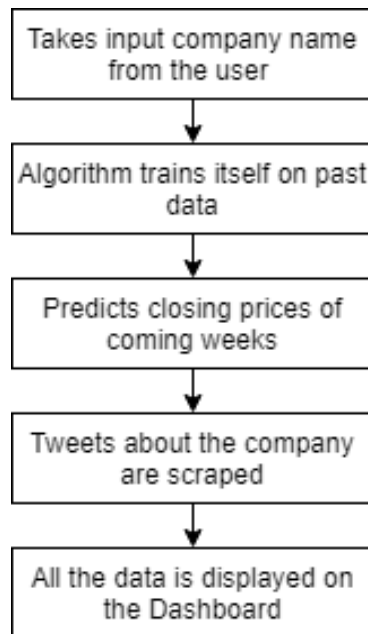 Takes input company name
from the user
Algorithm trains itself on past
data
Predicts closing prices of
coming weeks
Tweets about the company
are scraped
All the data is displayed on
the Dashboard